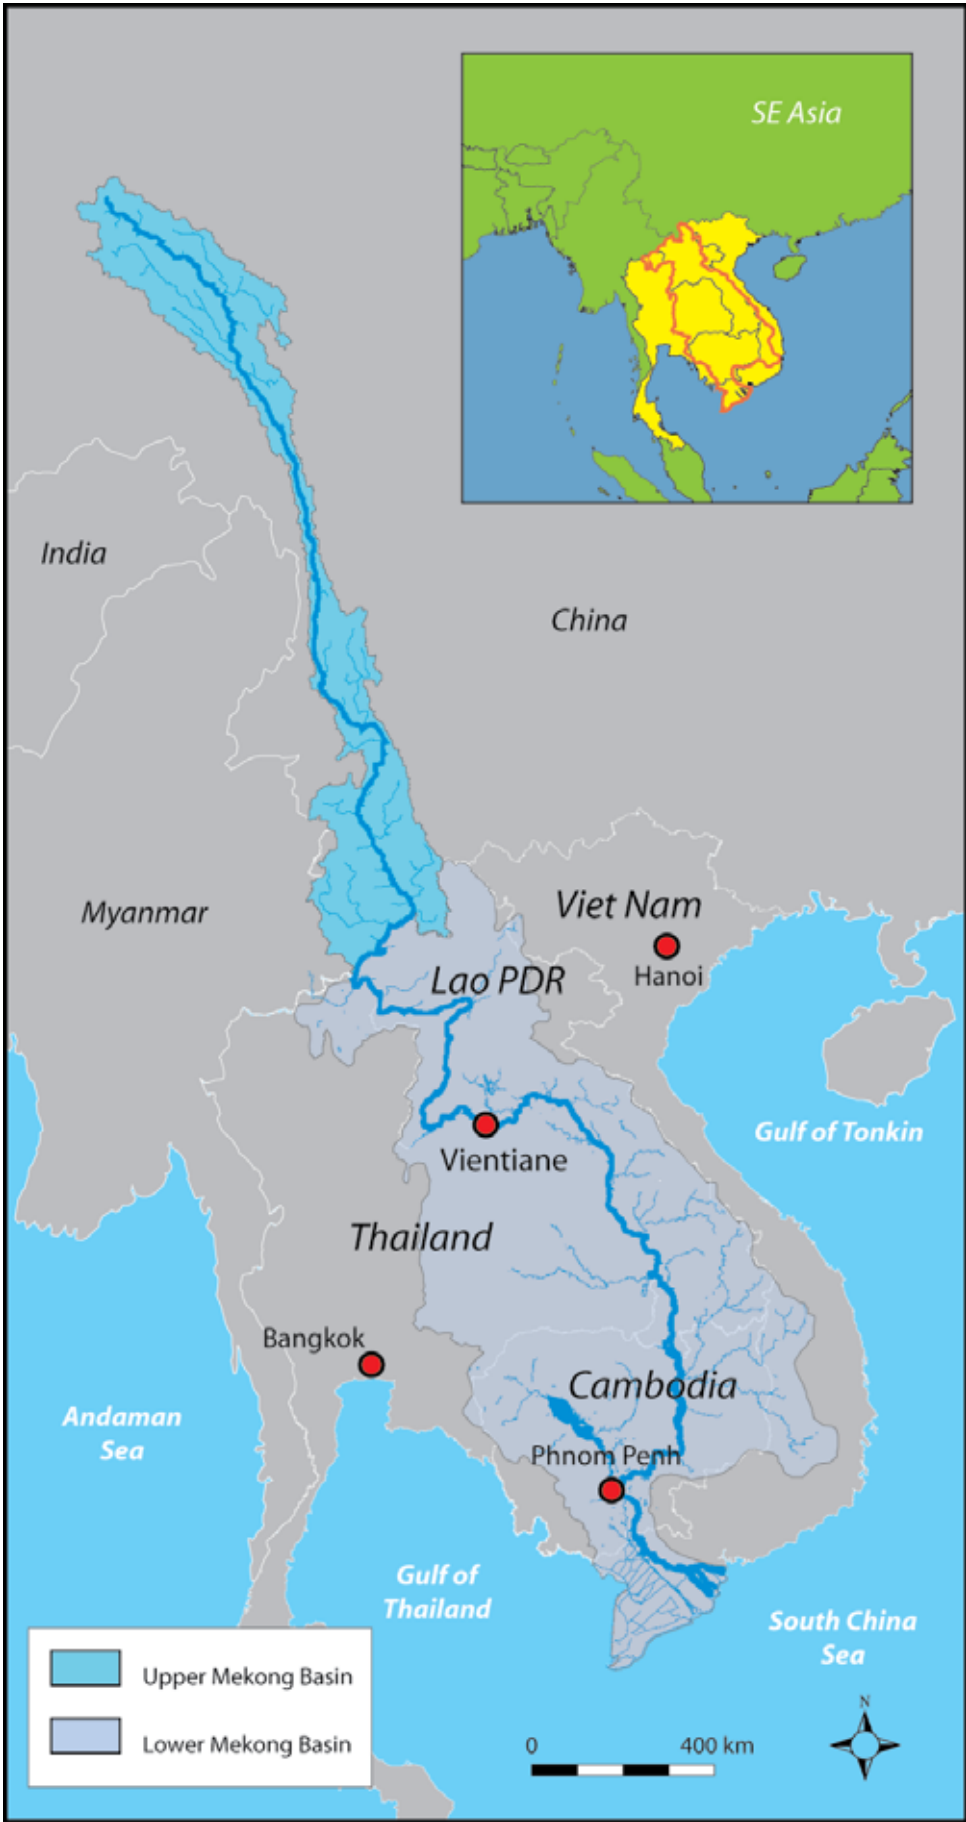 SE Asia
India
China
Myanmar
Viet Nam
Hanoi
Lao PDR
Gulf of Tonkin
Vientiane
Thailand
Bangkok
Cambodia
Andaman
Sea
Phnom Penh
Gulf of
Thailand
South China
Sea
Upper Mekong Basin
Lower Mekong Basin
N
0 400 km